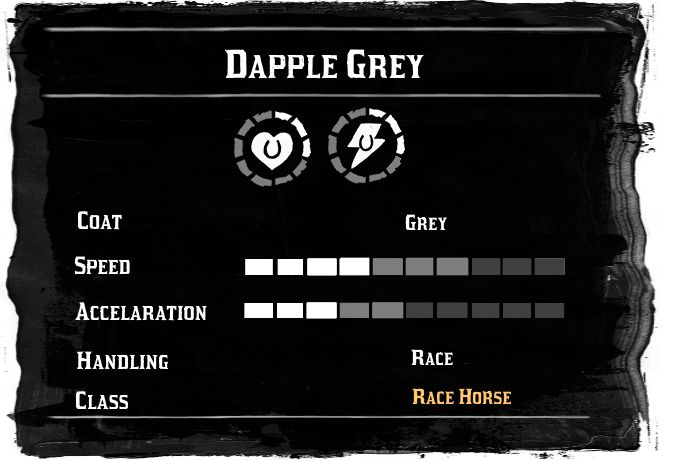 Dapple Grey
Coat Grey
Speed
Accelaration
Handling Race
Class Race Horse